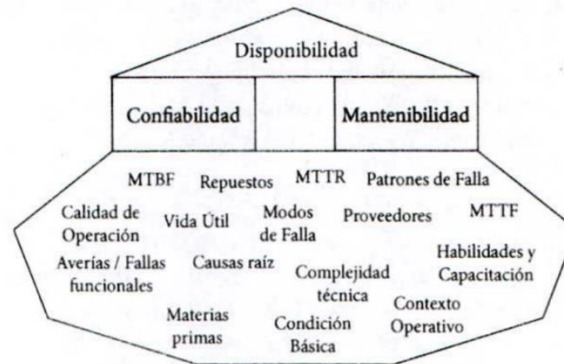 Disponibilidad
Confiabilidad
Mantenibilidad
MTBF
Repuestos
MTTR
Patrones de Falla
Calidad de
Operación
Vida Útil
Modos
de Falla
Proveedores
MTTF
Averías / Fallas
funcionales
Causas raíz
Complejidad
técnica
Habilidades y
Capacitación
Materias
primas
Condición
Básica
Contexto
Operativo